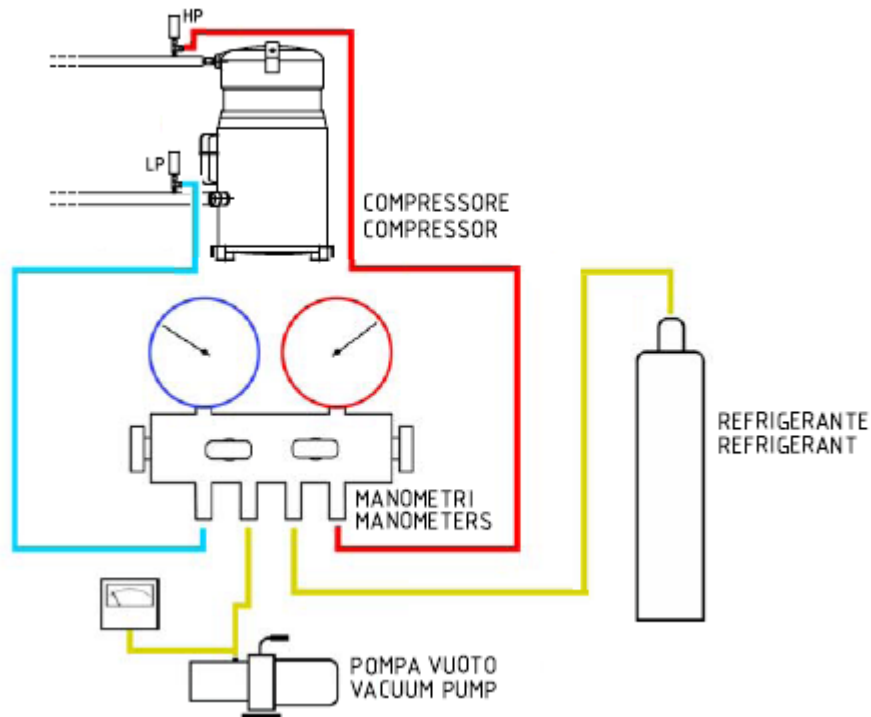 HP
LP
COMPRESSORE
COMPRESSOR
REFRIGERANTE
REFRIGERANT
MANOMETRI
MANOMETERS
POMPA VUOTO
VACUUM PUMP